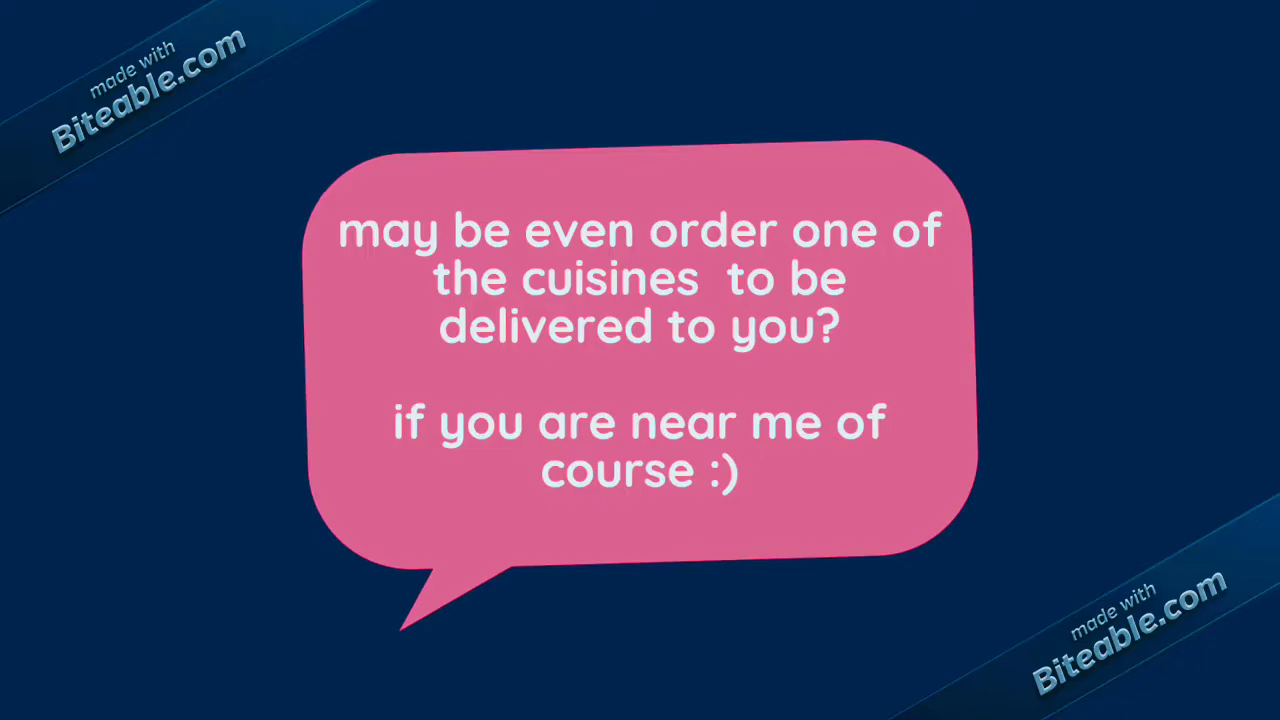 made with
Biteable.com
may be even order one of
the cuisines  to be
delivered to you?
if you are near me of
course :)
made with
Biteable.com